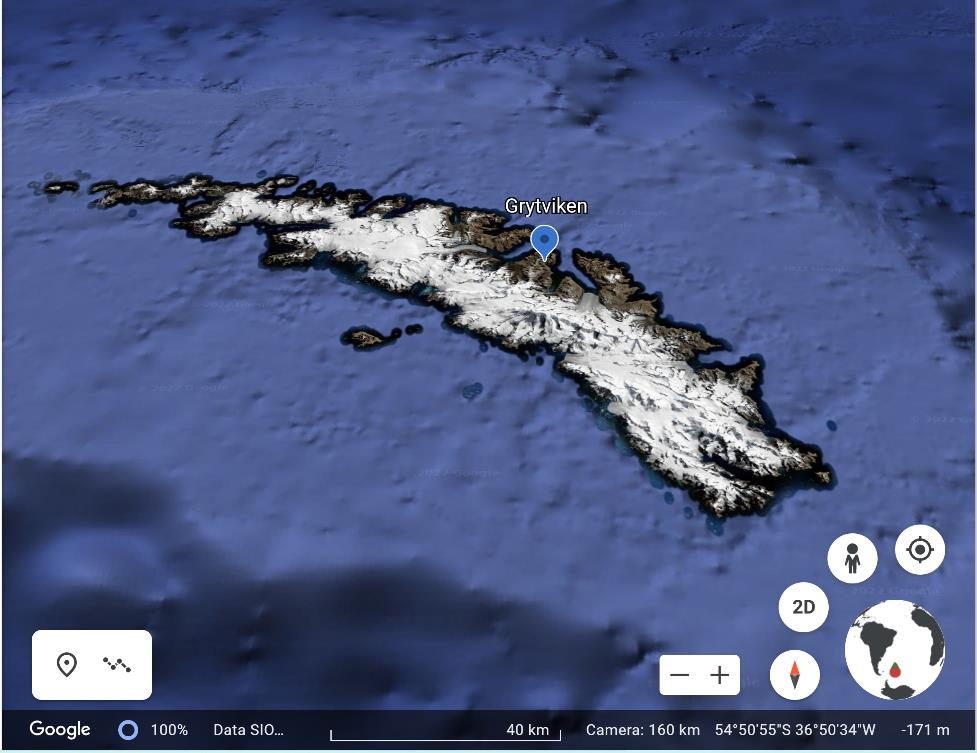 Grytviken
2D
Google
100%
Data SIO…
40 km
Camera: 160 km
54°50'55"S 36°50'34"W
-171 m